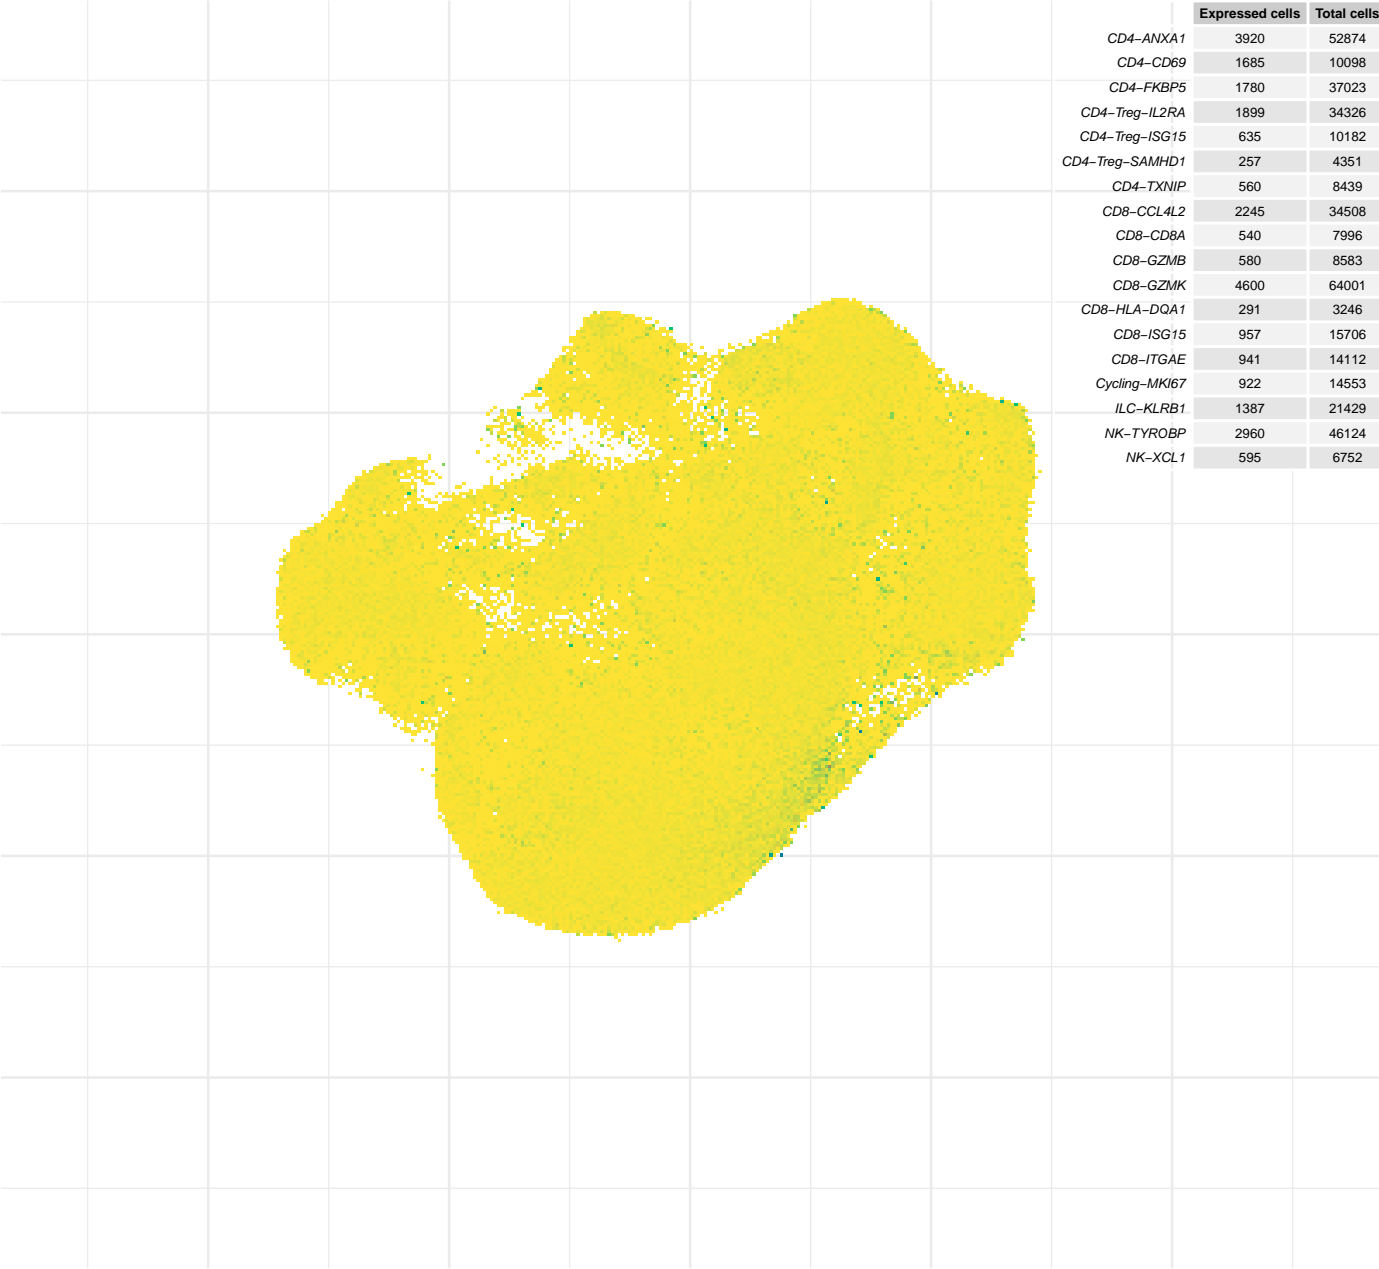 Expressed cells Total cells
CD4–ANXA1 3920 52874
CD4–CD69 1685 10098
CD4–FKBP5 1780 37023
CD4–Treg–IL2RA 1899 34326
CD4–Treg–ISG15 635 10182
CD4–Treg–SAMHD1 257 4351
CD4–TXNIP 560 8439
CD8–CCL4L2 2245 34508
CD8–CD8A 540 7996
CD8–GZMB 580 8583
CD8–GZMK 4600 64001
CD8–HLA–DQA1 291 3246
CD8–ISG15 957 15706
CD8–ITGAE 941 14112
Cycling–MKI67 922 14553
ILC–KLRB1 1387 21429
NK–TYROBP 2960 46124
NK–XCL1 595 6752